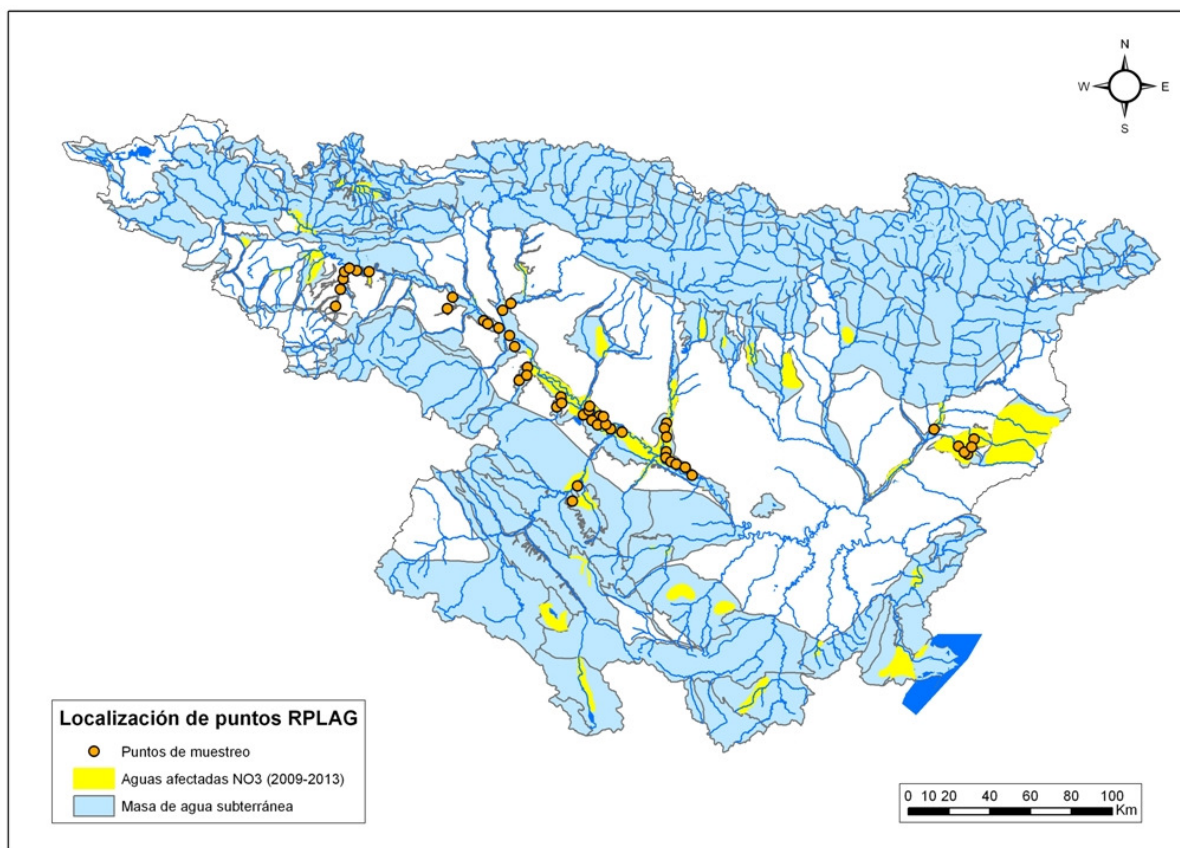 N
W E
S
Localización de puntos RPLAG
Puntos de muestreo
Aguas afectadas NO3 (2009-2013)
Masa de agua subterránea
0 10 20 40 60 80 100
Km